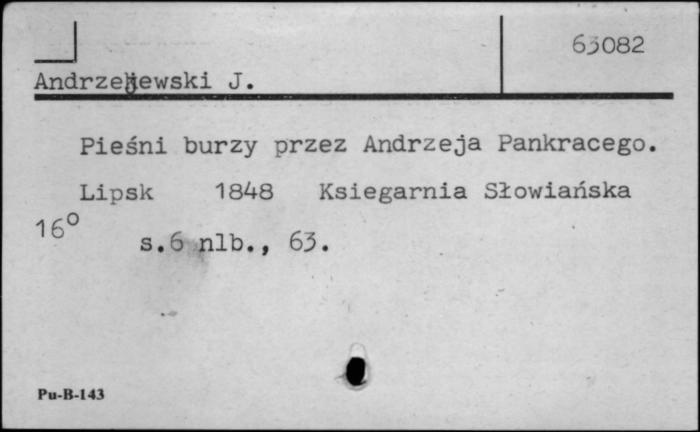 63082
Andrzejewski J.
Pieśni burzy przez Andrzeja Pankracego.
Lipsk 1848 Ksiegarnia Słowiańska
16°
s.6 nlb., 63.
Pu-B-143